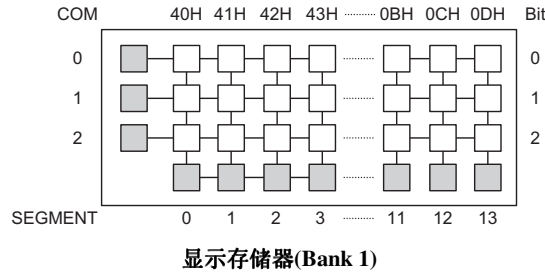 COM 40H 41H 42H 43H 0BH 0CH 0DH Bit
0 0
1 1
2 2
SEGMENT 0 1 2 3 11 12 13
显示存储器(Bank 1)